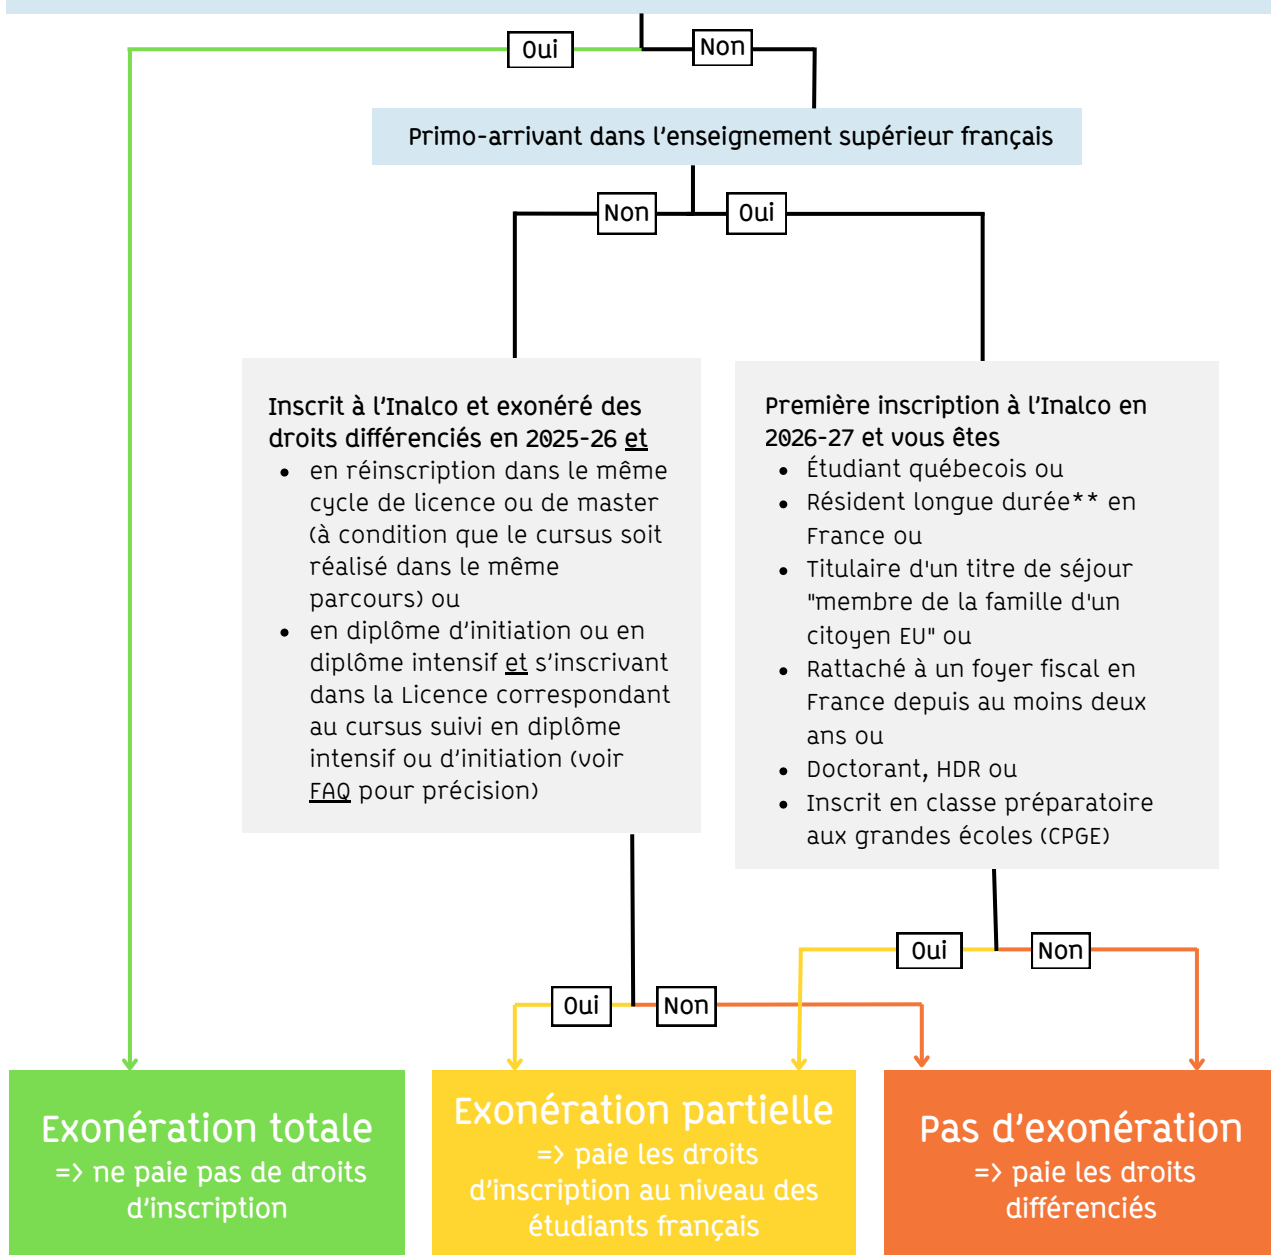 Oui
Non
Primo-arrivant dans l'enseignement supérieur français
Non
Oui
Inscrit à l'Inalco et exonéré des
droits différenciés en 2025-26 et
• en réinscription dans le même
cycle de licence ou de master
(à condition que le cursus soit
réalisé dans le même
parcours) ou
• en diplôme d'initiation ou en
diplôme intensif et s'inscrivant
dans la Licence correspondant
au cursus suivi en diplôme
intensif ou d'initiation (voir
FAQ pour précision)
Première inscription à l'Inalco en
2026-27 et vous êtes
• Étudiant québecois ou
• Résident longue durée** en
France ou
• Titulaire d'un titre de séjour
"membre de la famille d'un
citoyen EU" ou
• Rattaché à un foyer fiscal en
France depuis au moins deux
ans ou
• Doctorant, HDR ou
• Inscrit en classe préparatoire
aux grandes écoles (CPGE)
Oui
Non
Oui
Non
Exonération totale
=> ne paie pas de droits
d'inscription
Exonération partielle
=> paie les droits
d'inscription au niveau des
étudiants français
Pas d'exonération
=> paie les droits
différenciés